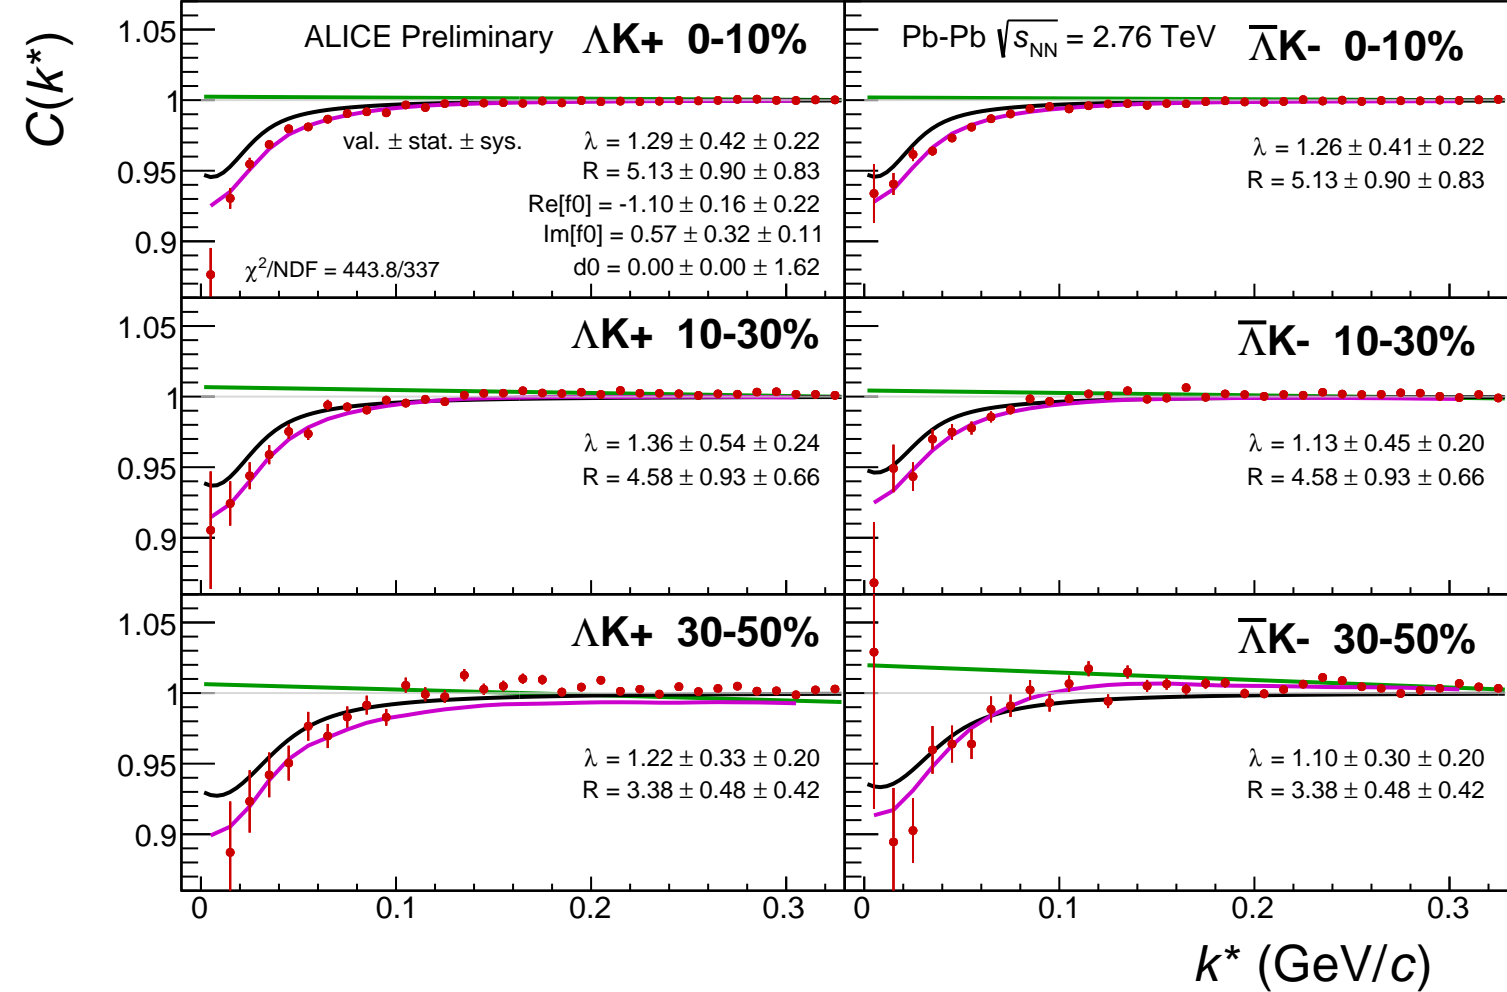 C(k*)
ALICE Preliminary ΛK+ 0-10%
1.05
1
0.95
0.9
val. ± stat. ± sys.
λ = 1.29 ± 0.42 ± 0.22
R = 5.13 ± 0.90 ± 0.83
Re[f0] = -1.10 ± 0.16 ± 0.22
Im[f0] = 0.57 ± 0.32 ± 0.11
d0 = 0.00 ± 0.00 ± 1.62
χ²/NDF = 443.8/337
Pb-Pb √sNN = 2.76 TeV Λ̅K- 0-10%
λ = 1.26 ± 0.41 ± 0.22
R = 5.13 ± 0.90 ± 0.83
ΛK+ 10-30%
1.05
1
0.95
0.9
λ = 1.36 ± 0.54 ± 0.24
R = 4.58 ± 0.93 ± 0.66
Λ̅K- 10-30%
λ = 1.13 ± 0.45 ± 0.20
R = 4.58 ± 0.93 ± 0.66
ΛK+ 30-50%
1.05
1
0.95
0.9
λ = 1.22 ± 0.33 ± 0.20
R = 3.38 ± 0.48 ± 0.42
Λ̅K- 30-50%
λ = 1.10 ± 0.30 ± 0.20
R = 3.38 ± 0.48 ± 0.42
0 0.1 0.2 0.3 0 0.1 0.2 0.3
k* (GeV/c)